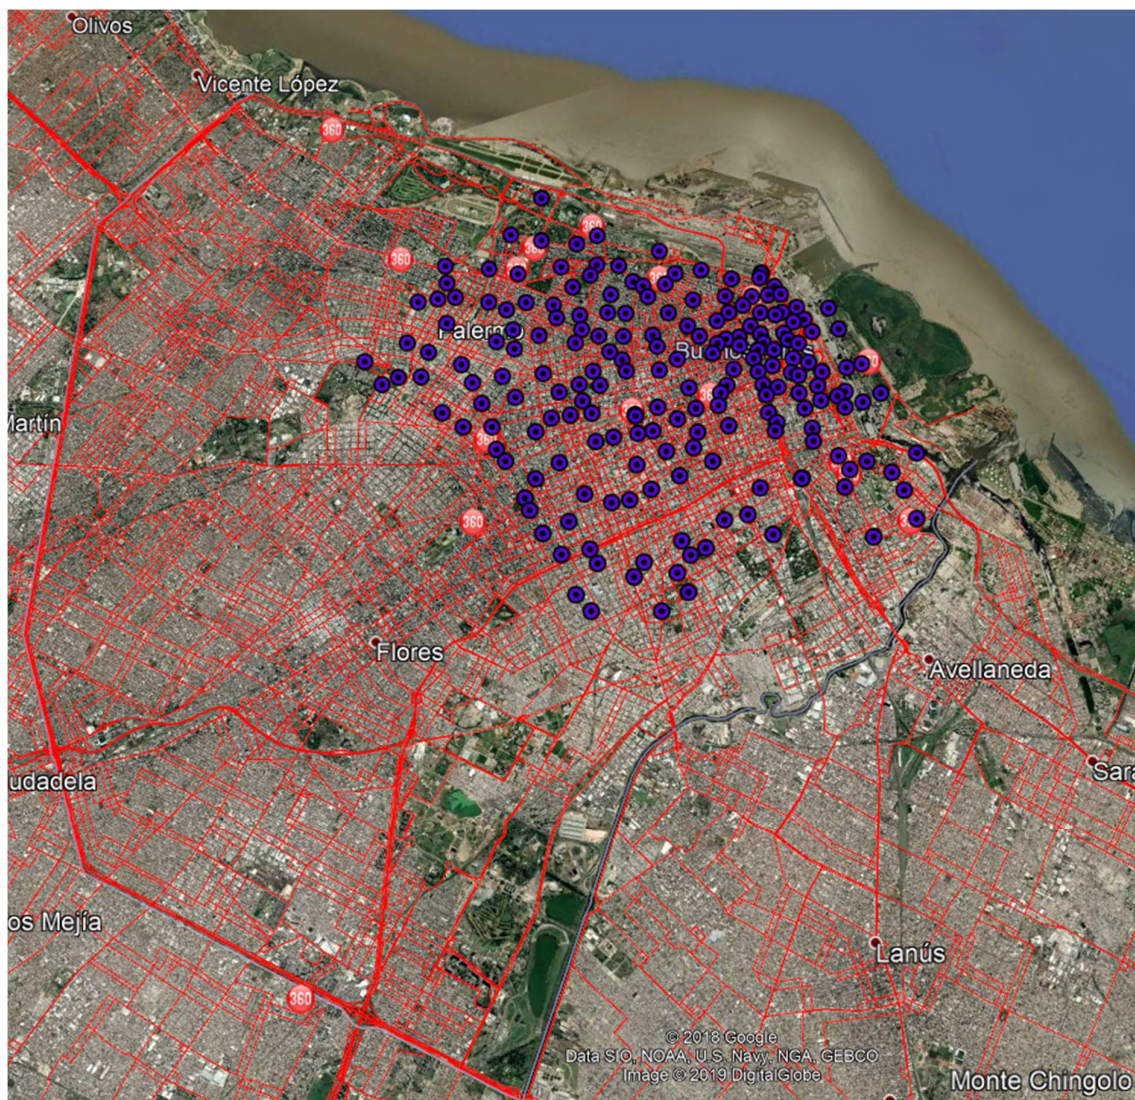 Olivos
Vicente López
360
360
360
360
Palermo
Martín
360
360
360
Flores
Avellaneda
Sara
udadela
os Mejía
Lanús
360
© 2018 Google
Data SIO, NOAA, U.S. Navy, NGA, GEBCO
Image © 2019 DigitalGlobe
Monte Chingolo